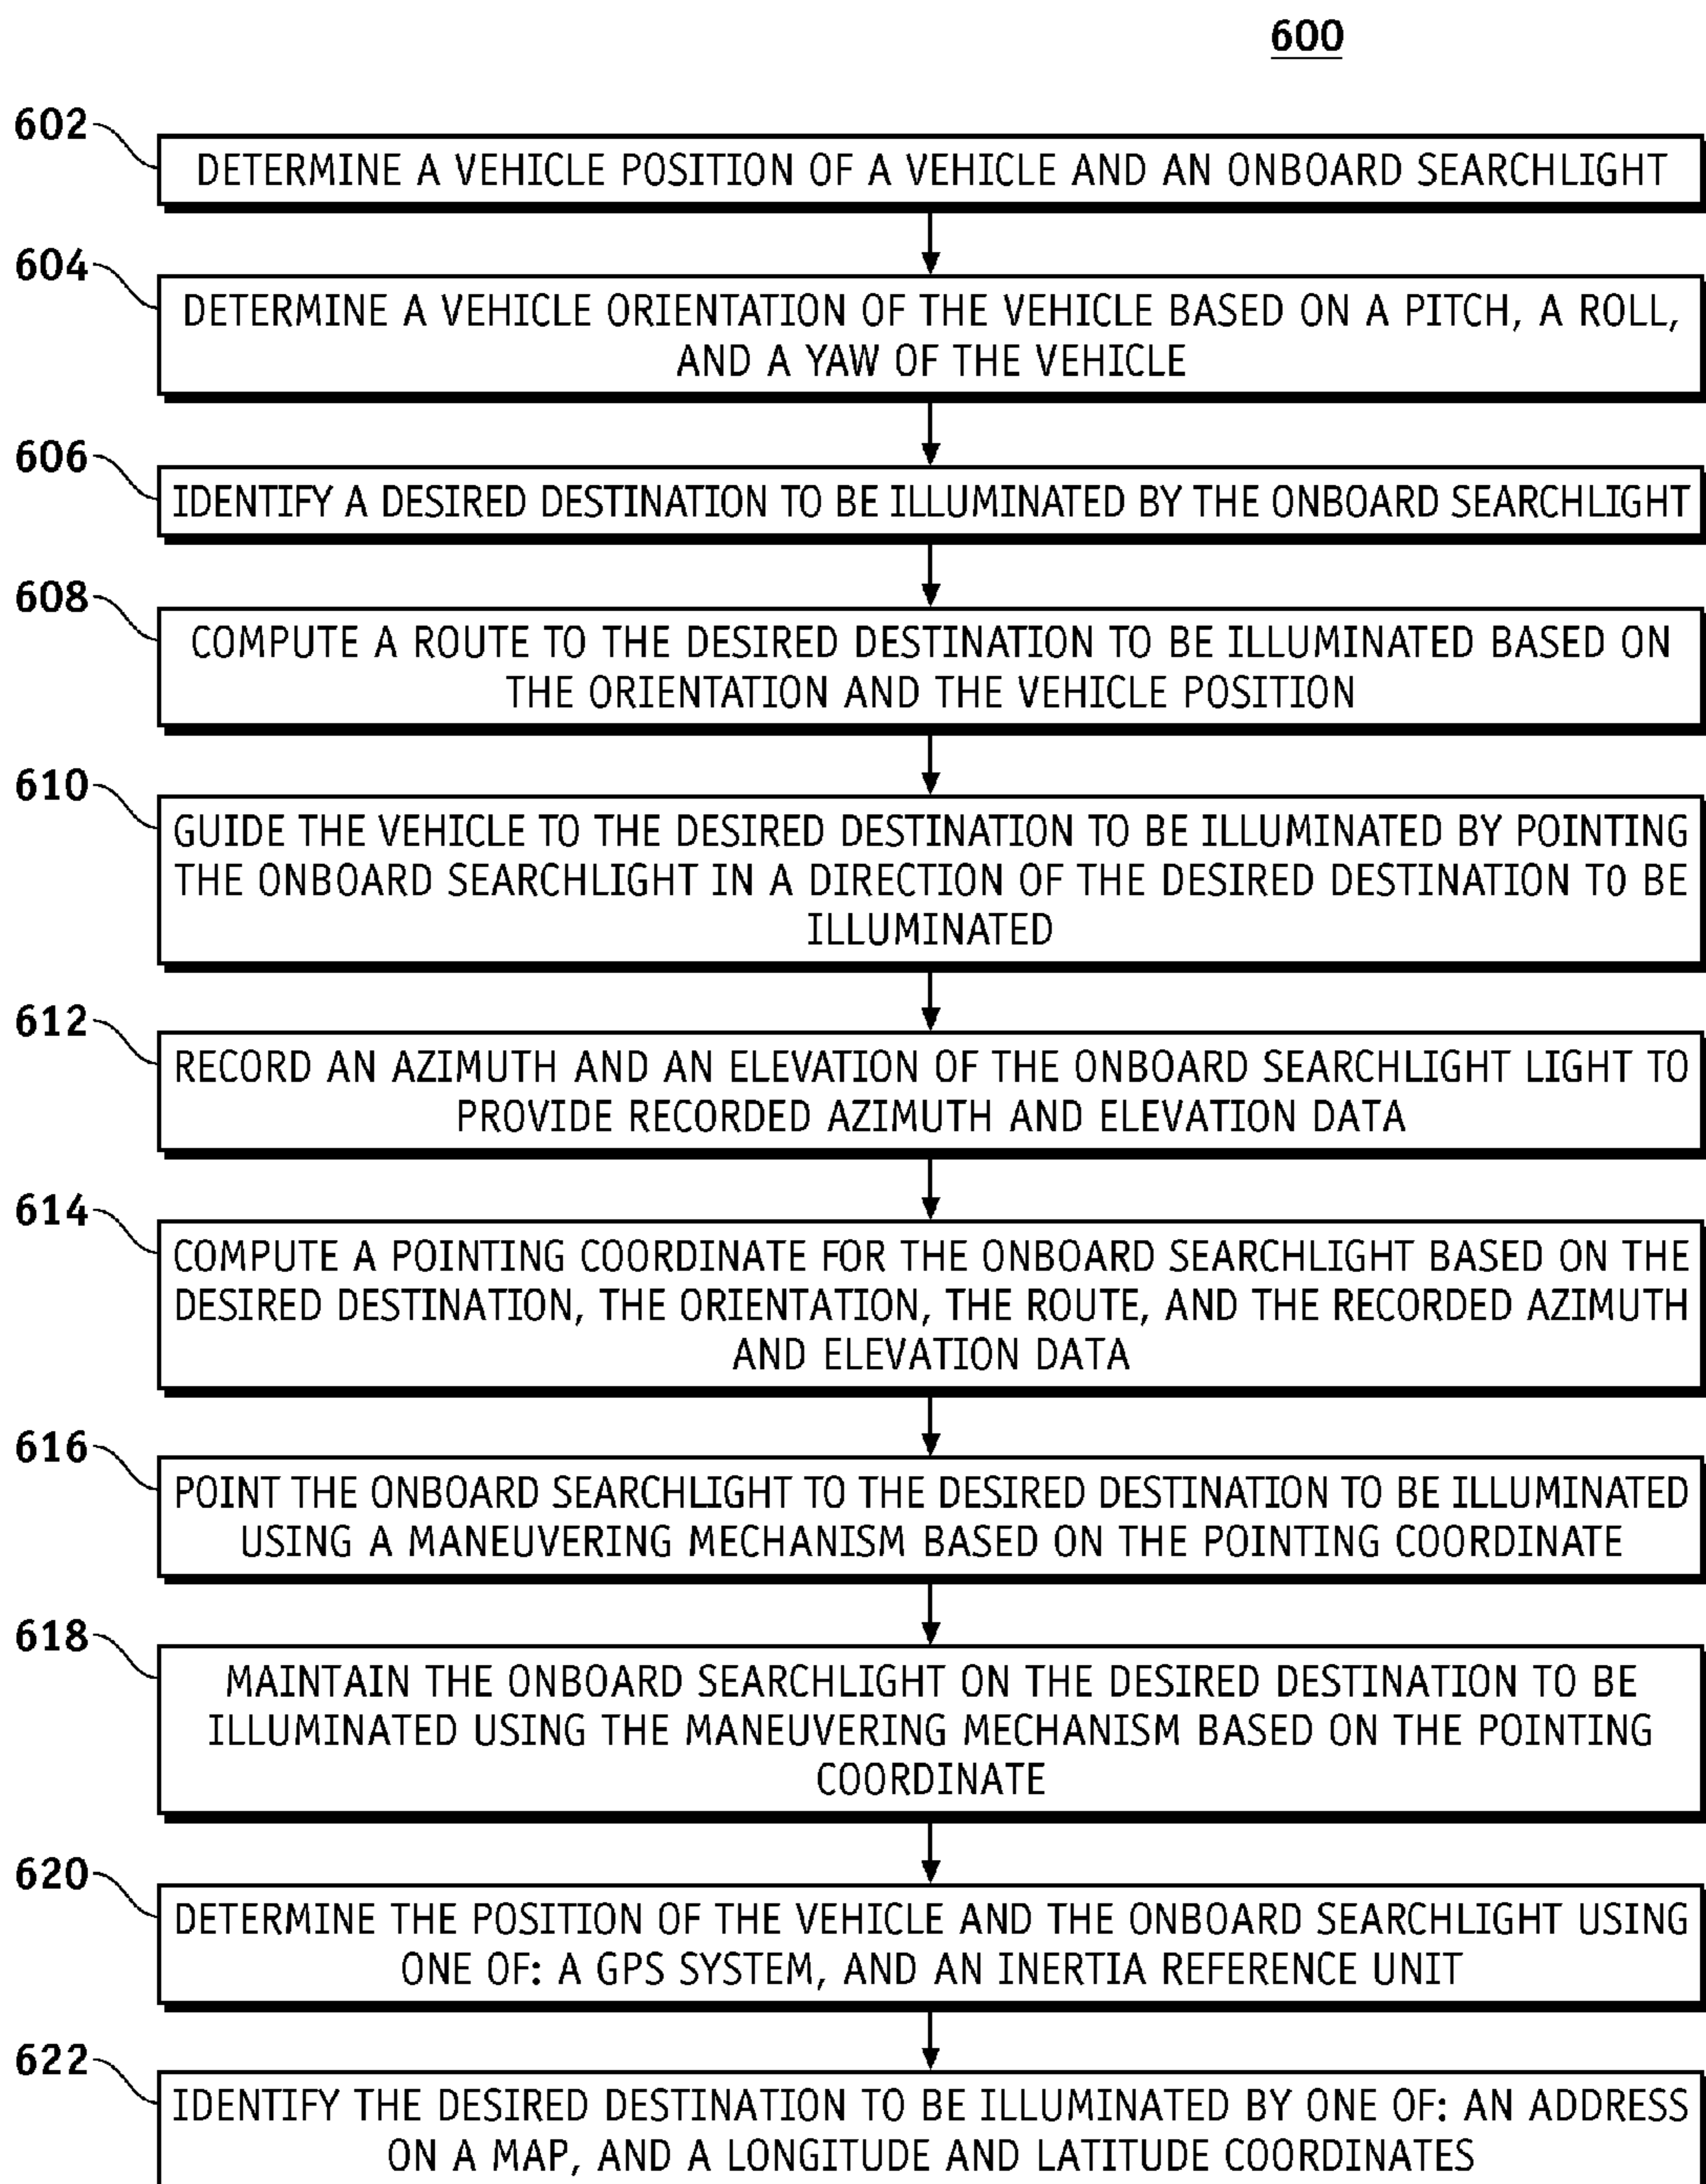 600
602
DETERMINE A VEHICLE POSITION OF A VEHICLE AND AN ONBOARD SEARCHLIGHT
604
DETERMINE A VEHICLE ORIENTATION OF THE VEHICLE BASED ON A PITCH, A ROLL,
AND A YAW OF THE VEHICLE
606
IDENTIFY A DESIRED DESTINATION TO BE ILLUMINATED BY THE ONBOARD SEARCHLIGHT
608
COMPUTE A ROUTE TO THE DESIRED DESTINATION TO BE ILLUMINATED BASED ON
THE ORIENTATION AND THE VEHICLE POSITION
610
GUIDE THE VEHICLE TO THE DESIRED DESTINATION TO BE ILLUMINATED BY POINTING
THE ONBOARD SEARCHLIGHT IN A DIRECTION OF THE DESIRED DESTINATION TO BE
ILLUMINATED
612
RECORD AN AZIMUTH AND AN ELEVATION OF THE ONBOARD SEARCHLIGHT LIGHT TO
PROVIDE RECORDED AZIMUTH AND ELEVATION DATA
614
COMPUTE A POINTING COORDINATE FOR THE ONBOARD SEARCHLIGHT BASED ON THE
DESIRED DESTINATION, THE ORIENTATION, THE ROUTE, AND THE RECORDED AZIMUTH
AND ELEVATION DATA
616
POINT THE ONBOARD SEARCHLIGHT TO THE DESIRED DESTINATION TO BE ILLUMINATED
USING A MANEUVERING MECHANISM BASED ON THE POINTING COORDINATE
618
MAINTAIN THE ONBOARD SEARCHLIGHT ON THE DESIRED DESTINATION TO BE
ILLUMINATED USING THE MANEUVERING MECHANISM BASED ON THE POINTING
COORDINATE
620
DETERMINE THE POSITION OF THE VEHICLE AND THE ONBOARD SEARCHLIGHT USING
ONE OF: A GPS SYSTEM, AND AN INERTIA REFERENCE UNIT
622
IDENTIFY THE DESIRED DESTINATION TO BE ILLUMINATED BY ONE OF: AN ADDRESS
ON A MAP, AND A LONGITUDE AND LATITUDE COORDINATES